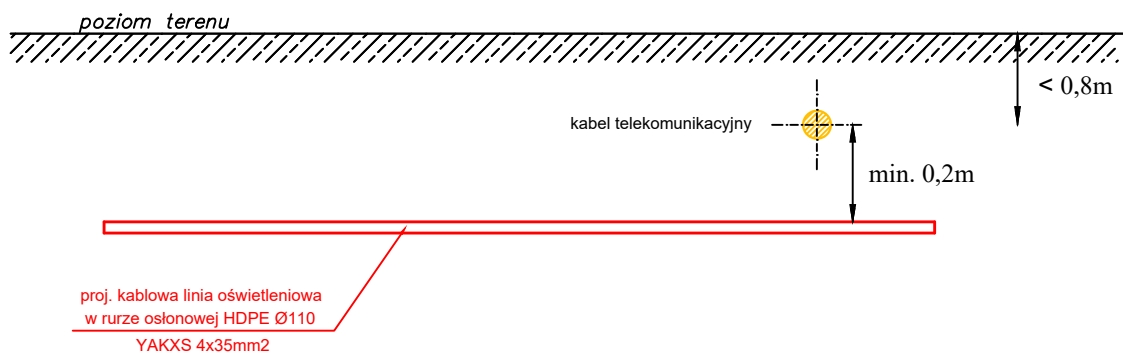 poziom terenu
< 0,8m
kabel telekomunikacyjny
min. 0,2m
proj. kablowa linia oświetleniowa
w rurze osłonowej HDPE Ø110
YAKXS 4x35mm2